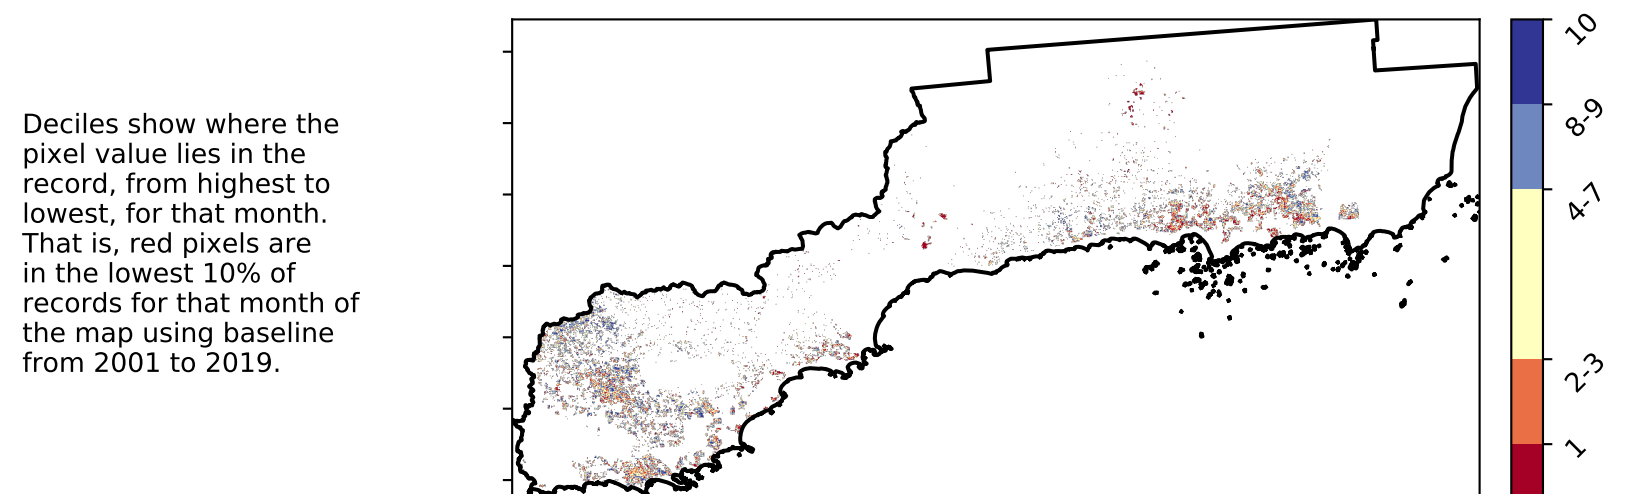 Deciles show where the
pixel value lies in the
record, from highest to
lowest, for that month.
That is, red pixels are
in the lowest 10% of
records for that month of
the map using baseline
from 2001 to 2019.
10
8-9
4-7
2-3
1